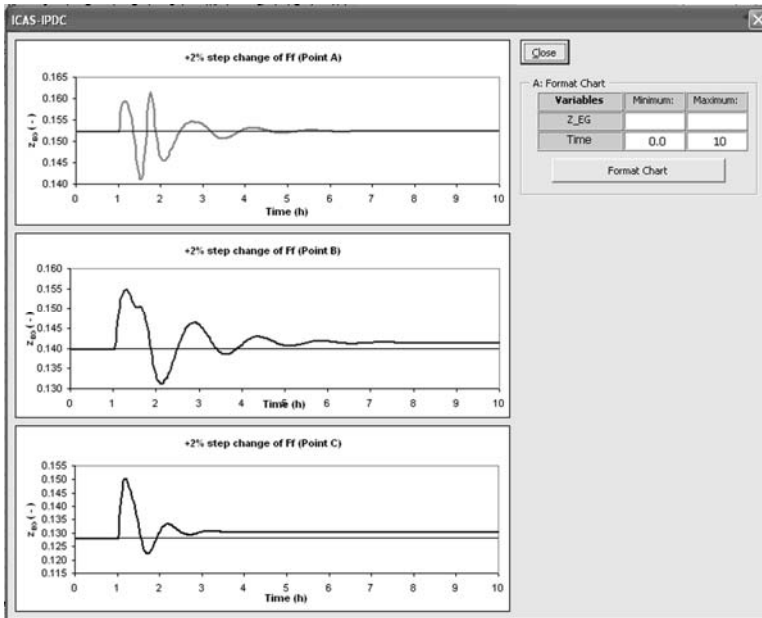 ICAS-IPDC
+2% step change of Ff (Point A)
z_EG (-)
0.165
0.160
0.155
0.150
0.145
0.140
0 1 2 3 4 5 6 7 8 9 10
Time (h)
+2% step change of Ff (Point B)
z_EG (-)
0.160
0.155
0.150
0.145
0.140
0.135
0.130
0 1 2 3 4 5 6 7 8 9 10
Time (h)
+2% step change of Ff (Point C)
z_EG (-)
0.155
0.150
0.145
0.140
0.135
0.130
0.125
0.120
0.115
0 1 2 3 4 5 6 7 8 9 10
Time (h)
Close
A: Format Chart
Variables Minimum: Maximum:
Z_EG
Time 0.0 10
Format Chart